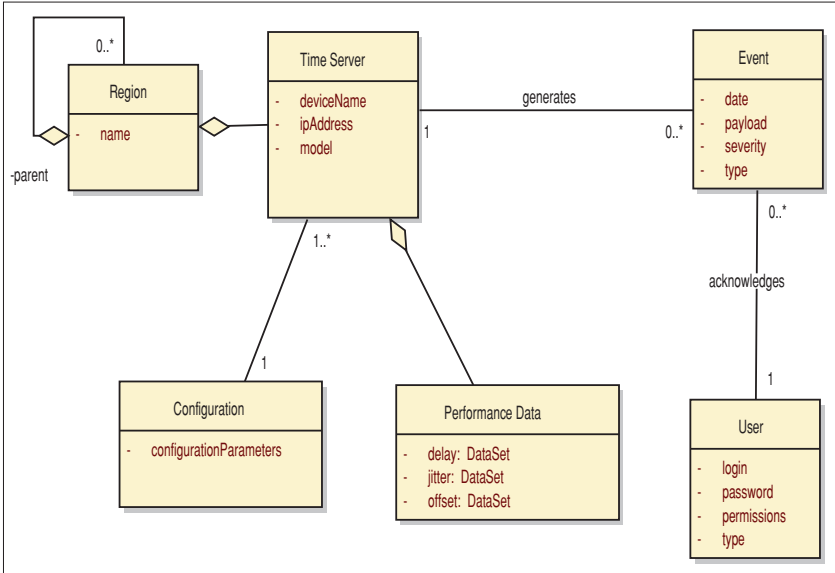 0..*
Region
- name
-parent
Time Server
- deviceName
- ipAddress
- model
generates
1
0..*
Event
- date
- payload
- severity
- type
0..*
acknowledges
1
1..*
1
Configuration
- configurationParameters
Performance Data
- delay: DataSet
- jitter: DataSet
- offset: DataSet
User
- login
- password
- permissions
- type